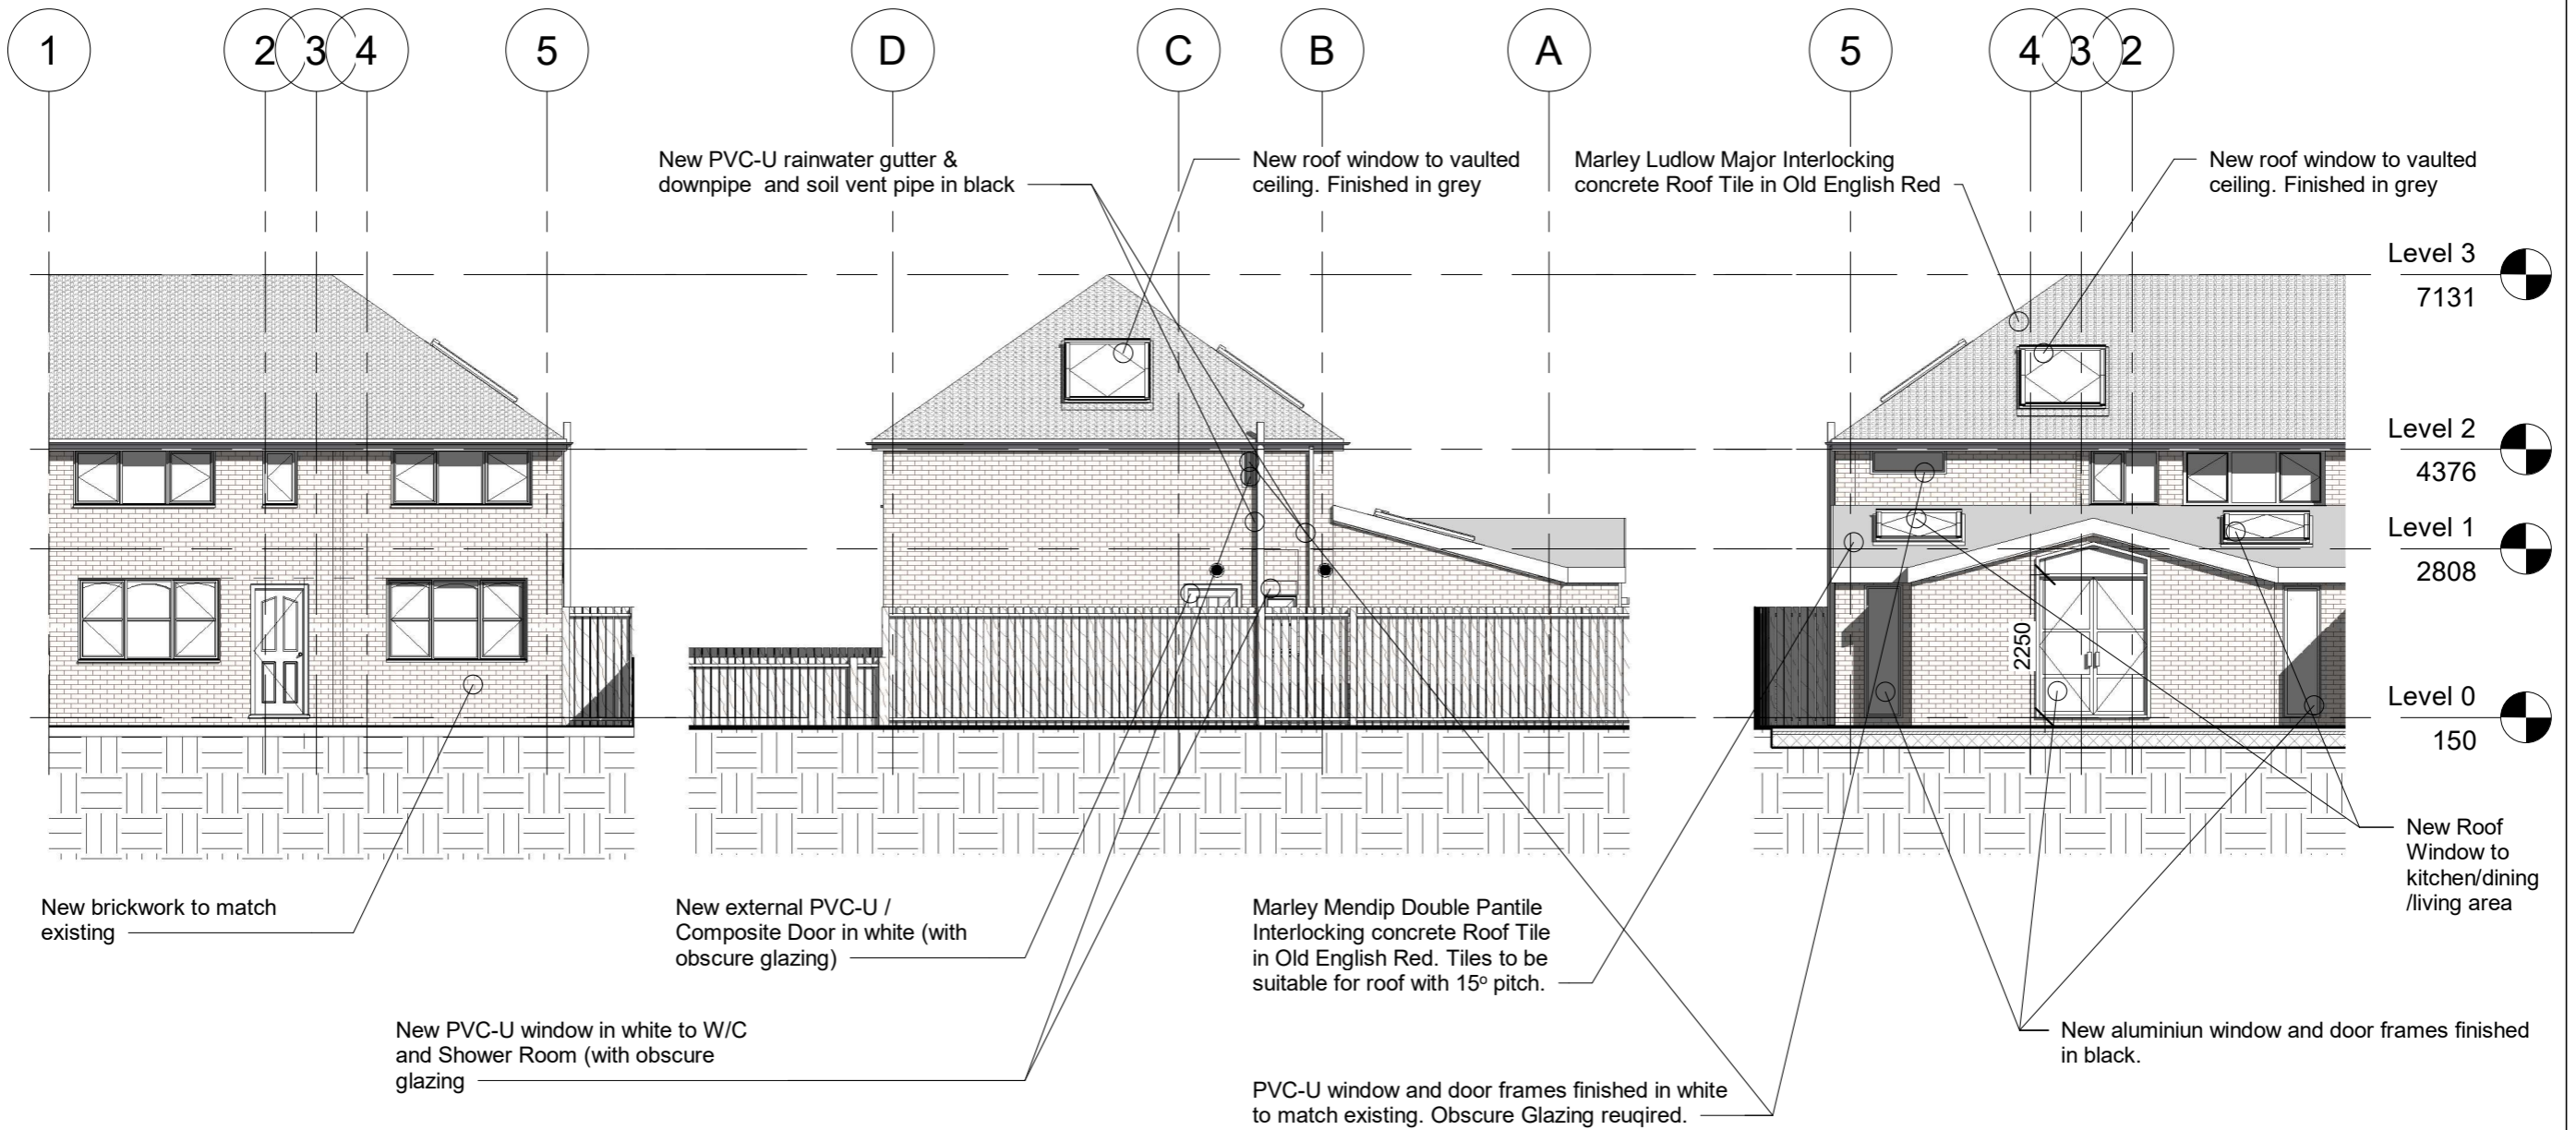 1
2
3
4
5
D
C
B
A
5
4
3
2
New PVC-U rainwater gutter &
downpipe and soil vent pipe in black
New roof window to vaulted
ceiling. Finished in grey
Marley Ludlow Major Interlocking
concrete Roof Tile in Old English Red
New roof window to vaulted
ceiling. Finished in grey
Level 3
7131
Level 2
4376
Level 1
2808
2250
Level 0
150
New Roof
Window to
kitchen/dining
/living area
New brickwork to match
existing
New external PVC-U /
Composite Door in white (with
obscure glazing)
Marley Mendip Double Pantile
Interlocking concrete Roof Tile
in Old English Red. Tiles to be
suitable for roof with 15º pitch.
New PVC-U window in white to W/C
and Shower Room (with obscure
glazing
New aluminiun window and door frames finished
in black.
PVC-U window and door frames finished in white
to match existing. Obscure Glazing reuqired.